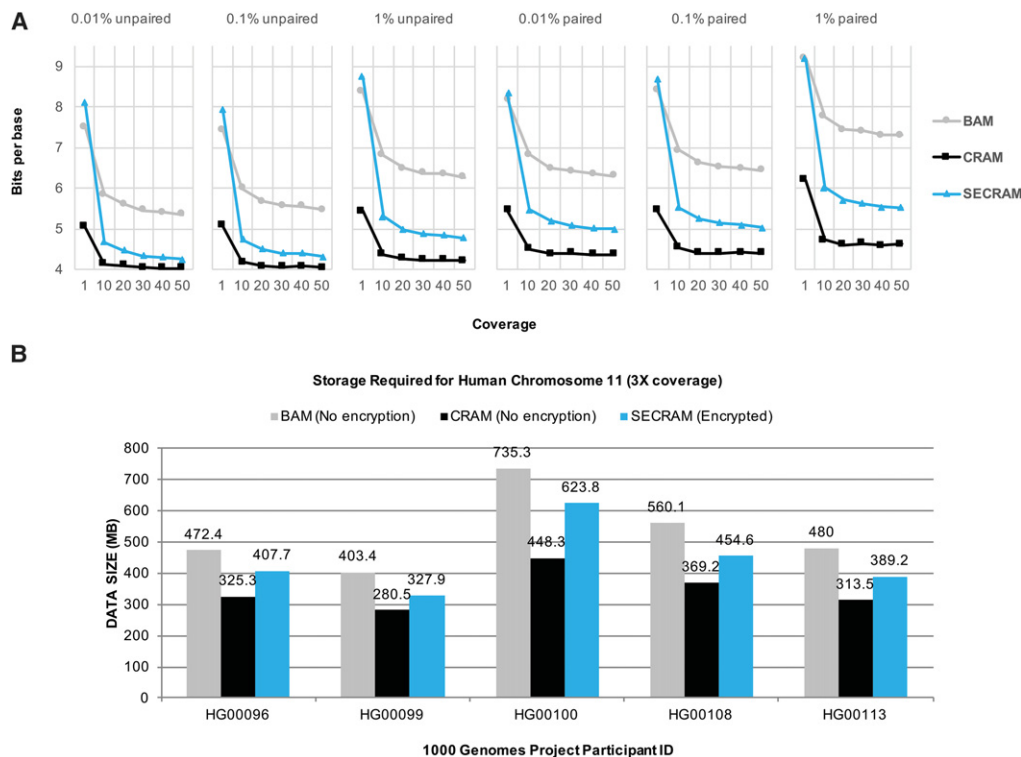 A
0.01% unpaired 0.1% unpaired 1% unpaired 0.01% paired 0.1% paired 1% paired
Bits per base
9
8
7
6
5
4
BAM
CRAM
SECRAM
1 10 20 30 40 50 1 10 20 30 40 50 1 10 20 30 40 50 1 10 20 30 40 50 1 10 20 30 40 50 1 10 20 30 40 50
Coverage
B
Storage Required for Human Chromosome 11 (3X coverage)
BAM (No encryption) CRAM (No encryption) SECRAM (Encrypted)
DATA SIZE (MB)
800
700
600
500
400
300
200
100
0
472.4 325.3 407.7
403.4 280.5 327.9
735.3 448.3 623.8
560.1 369.2 454.6
480 313.5 389.2
HG00096 HG00099 HG00100 HG00108 HG00113
1000 Genomes Project Participant ID